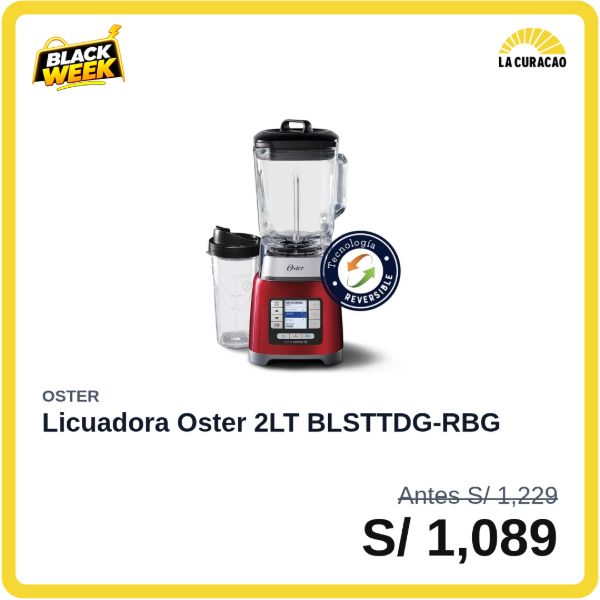 BLACK
WEEK
LA CURACAO
Tecnología
REVERSIBLE
Oster
OSTER
Licuadora Oster 2LT BLSTTDG-RBG
Antes S/ 1,229
S/ 1,089